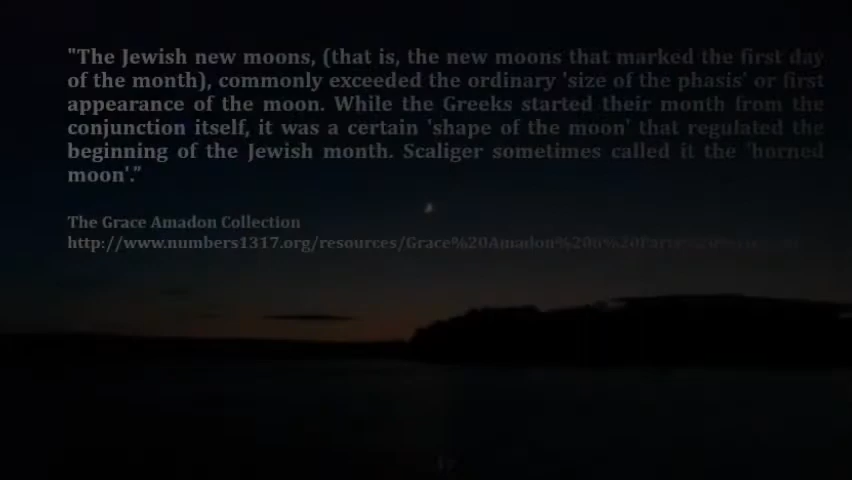 "The Jewish new moons, (that is, the new moons that marked the first day
of the month), commonly exceeded the ordinary 'size of the phasis' or first
appearance of the moon. While the Greeks started their month from the
conjunction itself, it was a certain 'shape of the moon' that regulated the
beginning of the Jewish month. Scaliger sometimes called it the 'horned
moon'."
The Grace Amadon Collection
http://www.numbers1317.org/resources/Grace%20Amadon%20